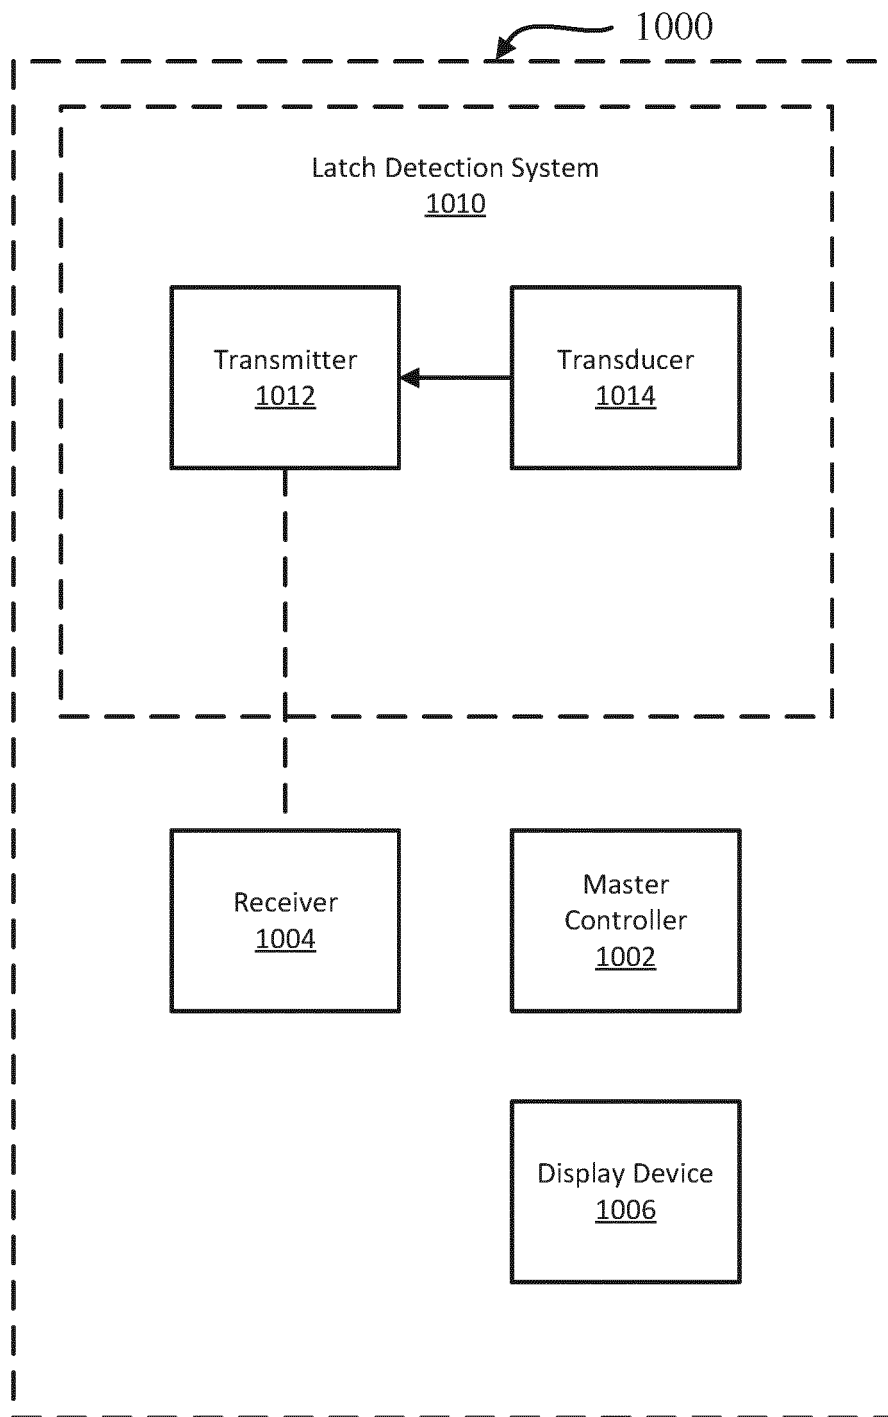 1000
Latch Detection System
1010
Transmitter
1012
Transducer
1014
Receiver
1004
Master
Controller
1002
Display Device
1006